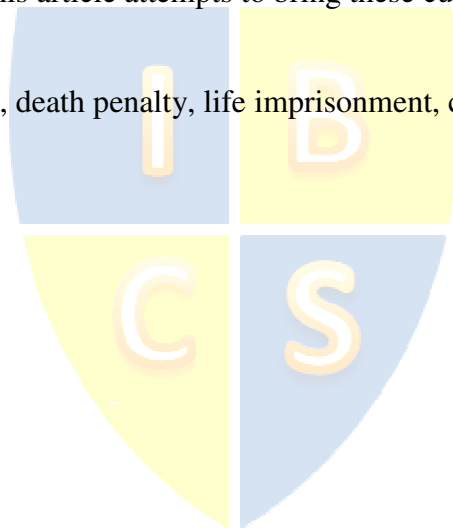 article attempts to bring these
, death penalty, life imprisonment,
I B
C S